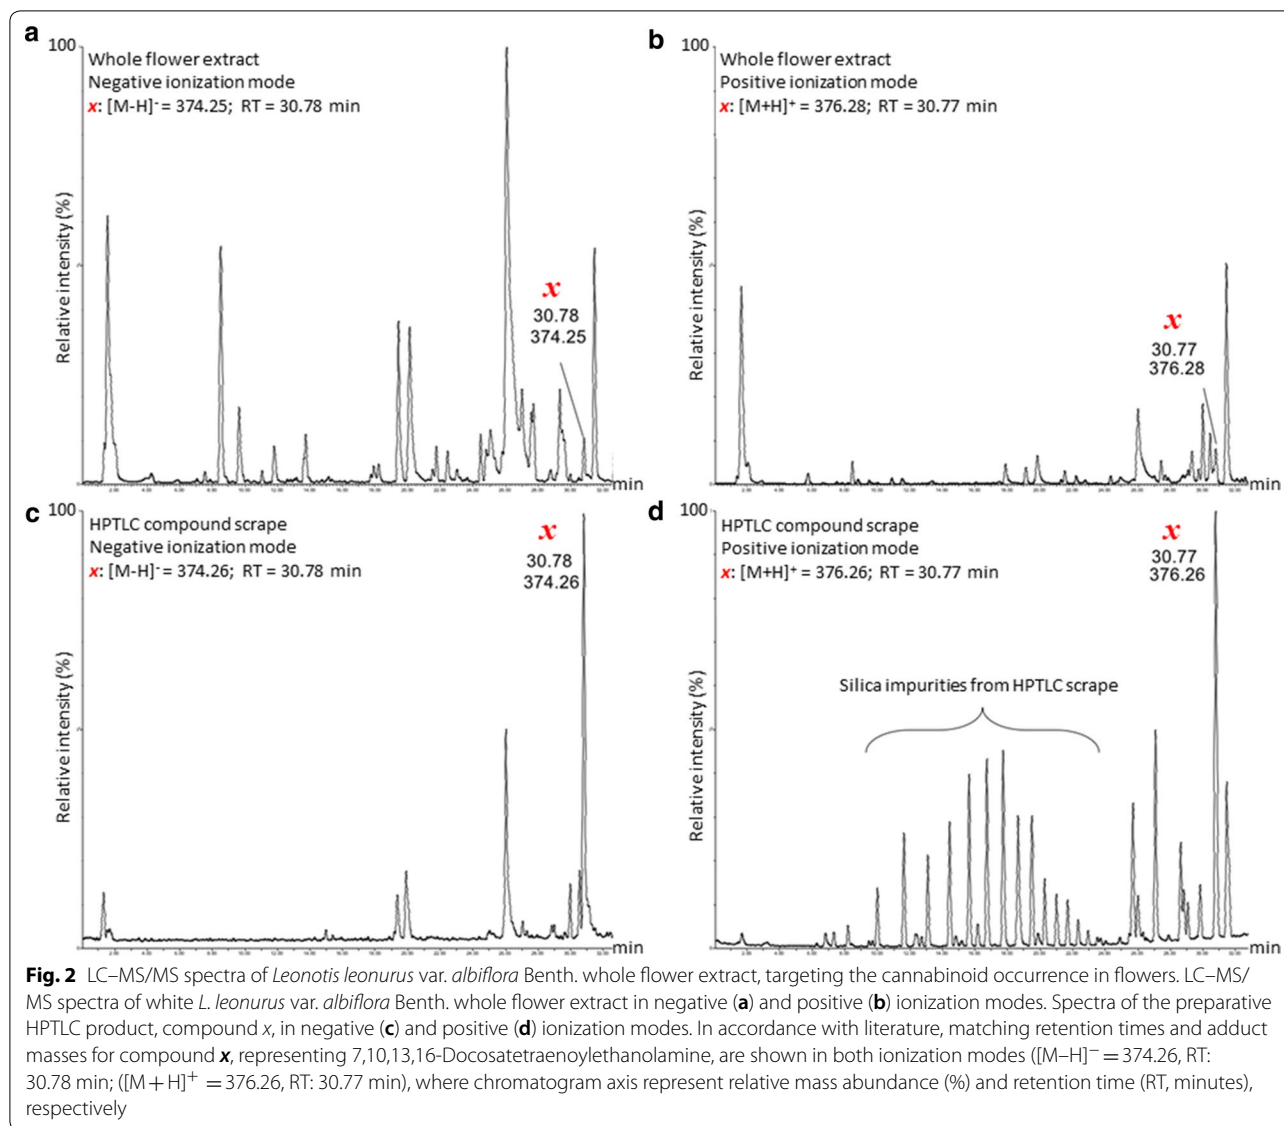 a
100
Whole flower extract
Negative ionization mode
x: [M-H]⁻ = 374.25; RT = 30.78 min
Relative intensity (%)
x
30.78
374.25
min
b
100
Whole flower extract
Positive ionization mode
x: [M+H]⁺ = 376.28; RT = 30.77 min
Relative intensity (%)
x
30.77
376.28
min
c
100
HPTLC compound scrape
Negative ionization mode
x: [M-H]⁻ = 374.26; RT = 30.78 min
Relative intensity (%)
x
30.78
374.26
min
d
100
HPTLC compound scrape
Positive ionization mode
x: [M+H]⁺ = 376.26; RT = 30.77 min
Relative intensity (%)
x
30.77
376.26
Silica impurities from HPTLC scrape
min
Fig. 2 LC–MS/MS spectra of Leonotis leonurus var. albiflora Benth. whole flower extract, targeting the cannabinoid occurrence in flowers. LC–MS/
MS spectra of white L. leonurus var. albiflora Benth. whole flower extract in negative (a) and positive (b) ionization modes. Spectra of the preparative
HPTLC product, compound x, in negative (c) and positive (d) ionization modes. In accordance with literature, matching retention times and adduct
masses for compound x, representing 7,10,13,16-Docosatetraenoylethanolamine, are shown in both ionization modes ([M–H]⁻ = 374.26, RT:
30.78 min; ([M + H]⁺ = 376.26, RT: 30.77 min), where chromatogram axis represent relative mass abundance (%) and retention time (RT, minutes),
respectively